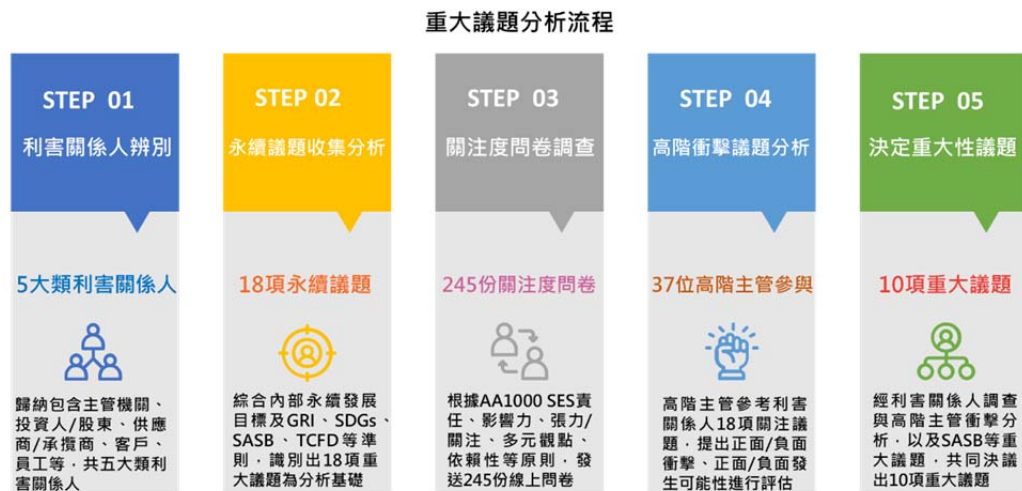 重大議題分析流程
STEP 01
利害關係人辨別
5大類利害關係人
歸納包含主管機關、
投資人/股東、供應
商/承攬商、客戶、
員工等，共五大類利
害關係人
STEP 02
永續議題收集分析
18項永續議題
綜合內部永續發展
目標及GRI、SDGs、
SASB、TCFD等準
則，識別出18項重
大議題為分析基礎
STEP 03
關注度問卷調查
245份關注度問卷
根據AA1000 SES責
任、影響力、張力/
關注、多元觀點、
依賴性等原則，發
送245份線上問卷
STEP 04
高階衝擊議題分析
37位高階主管參與
高階主管參考利害
關係人18項關注議
題，提出正面/負面
衝擊、正面/負面發
生可能性進行評估
STEP 05
決定重大性議題
10項重大議題
經利害關係人調查
與高階主管衝擊分
析，以及SASB等重
大議題，共同決議
出10項重大議題